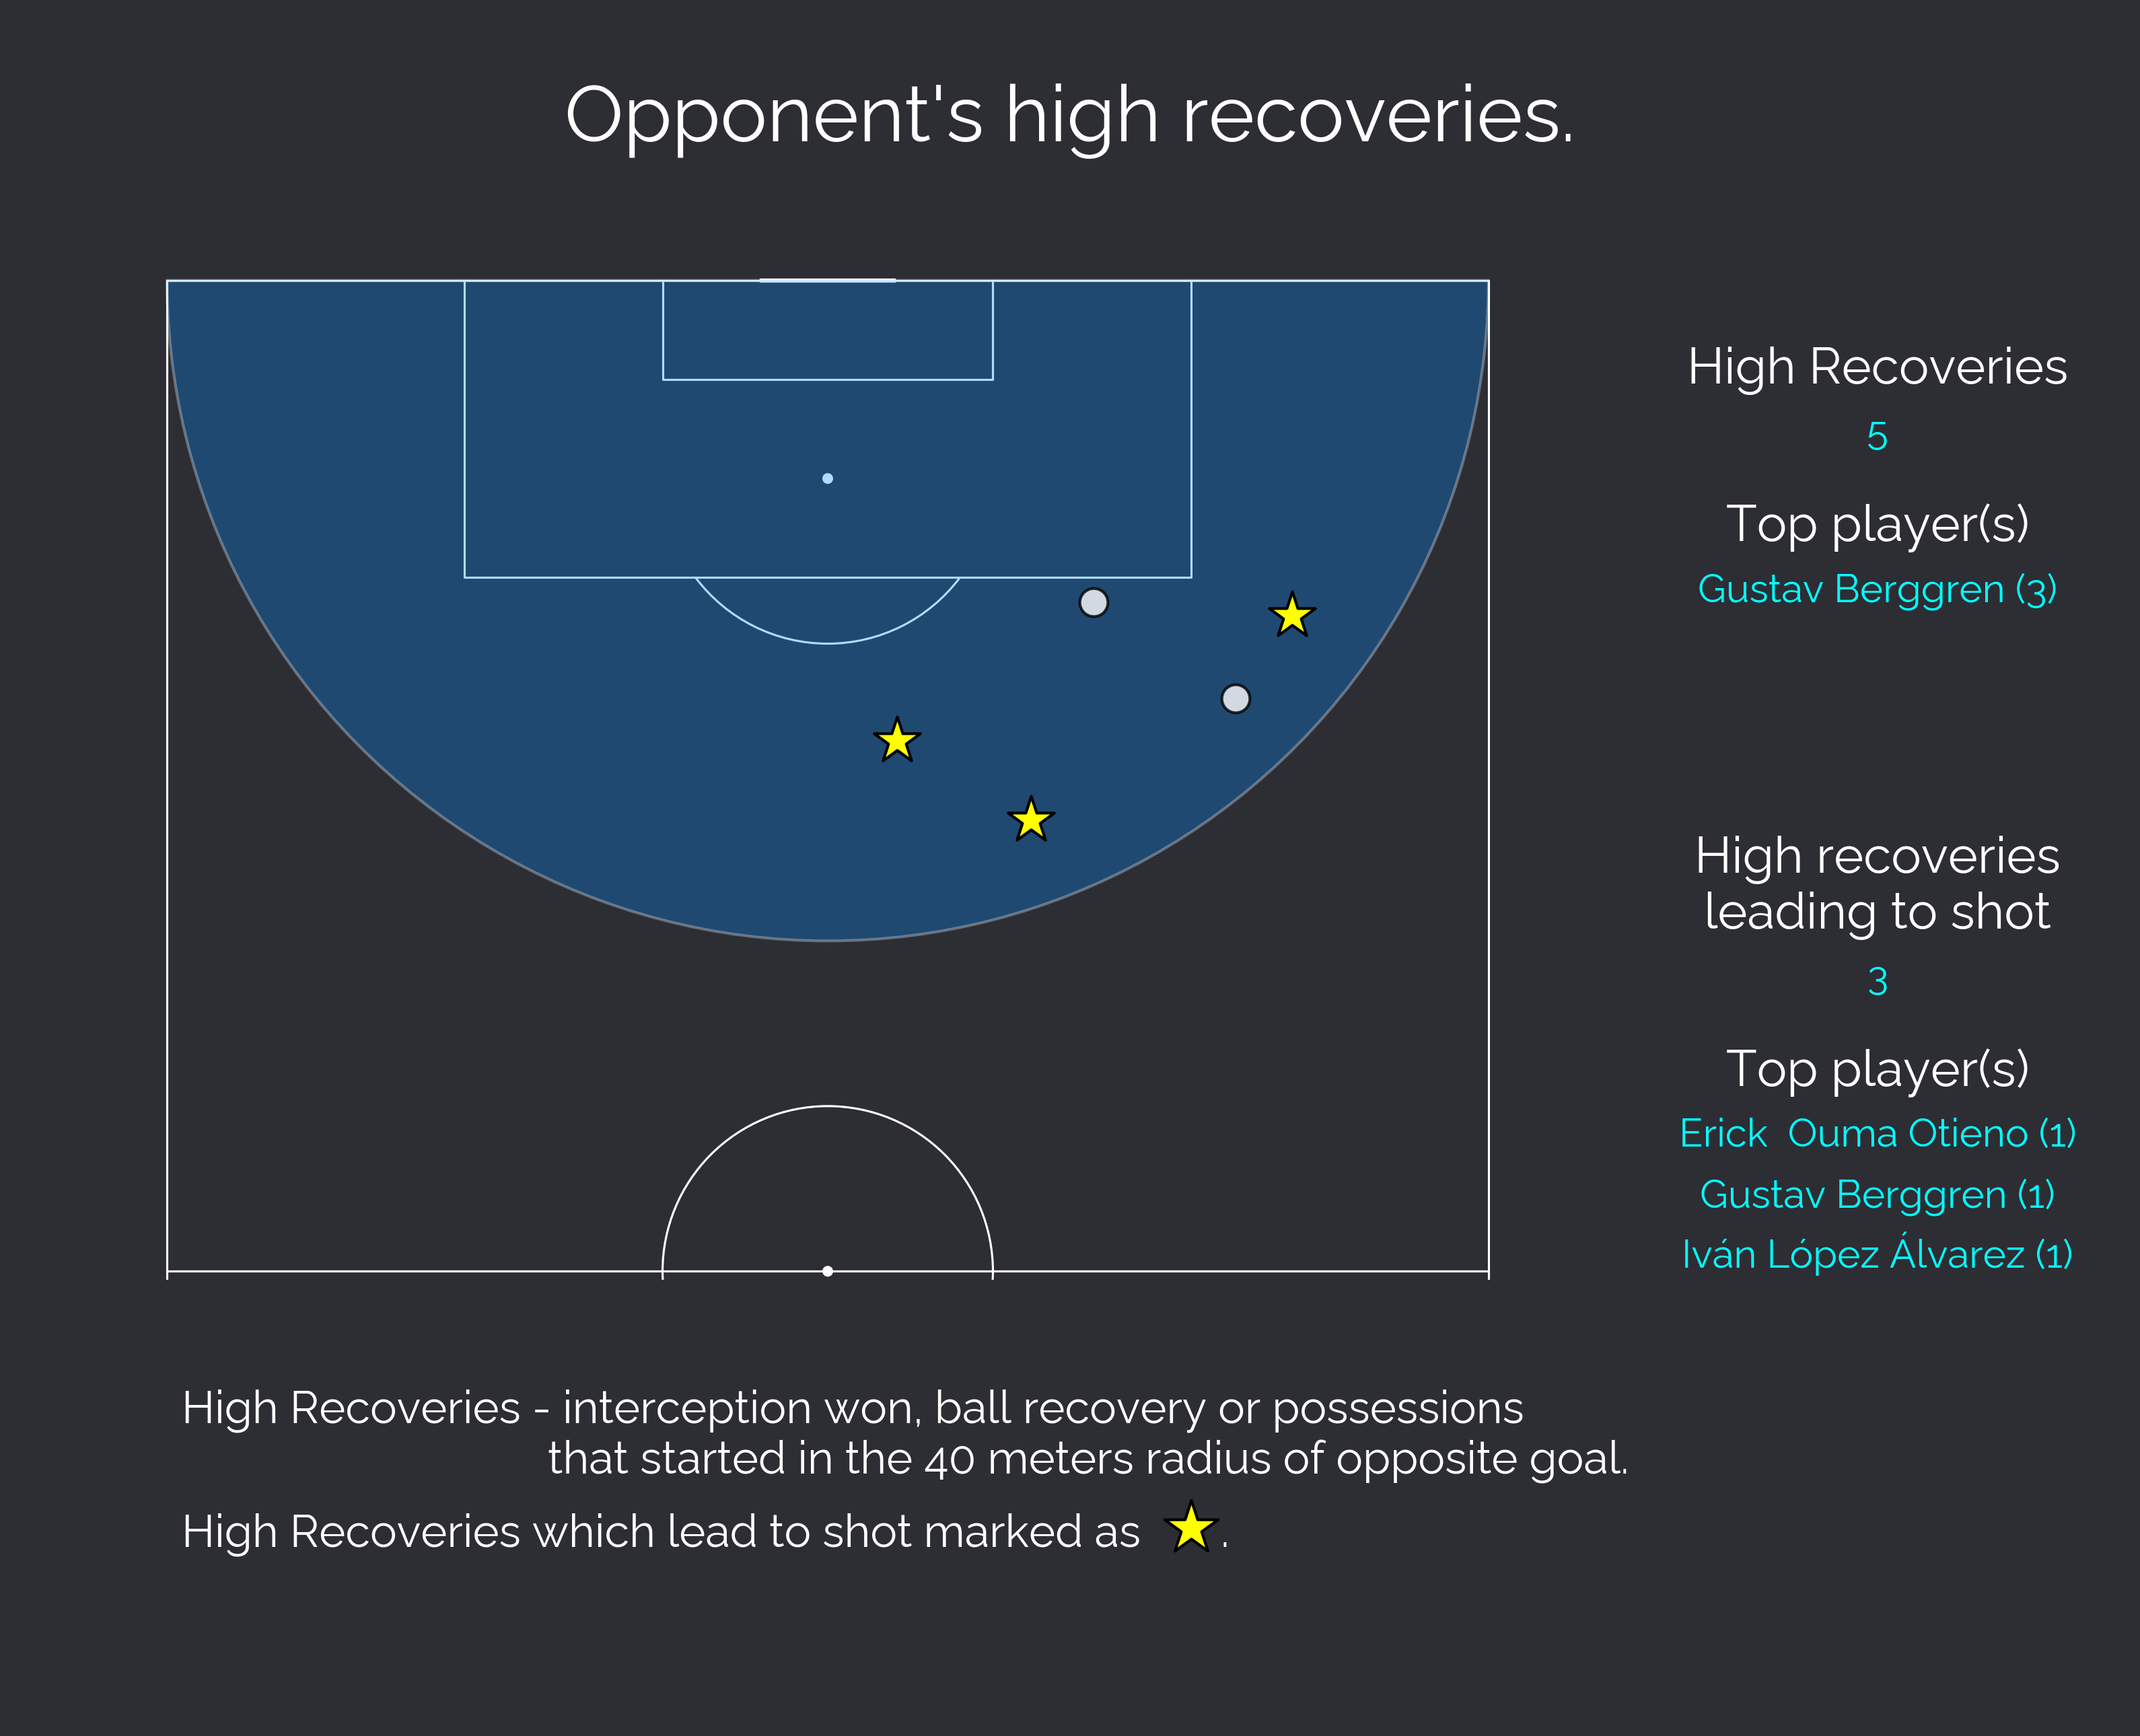 Opponent's high recoveries.
High Recoveries
5
Top player(s)
Gustav Berggren (3)
High recoveries
leading to shot
3
Top player(s)
Erick  Ouma Otieno (1)
Gustav Berggren (1)
Iván López Álvarez (1)
High Recoveries - interception won, ball recovery or possessions
that started in the 40 meters radius of opposite goal.
High Recoveries which lead to shot marked as .